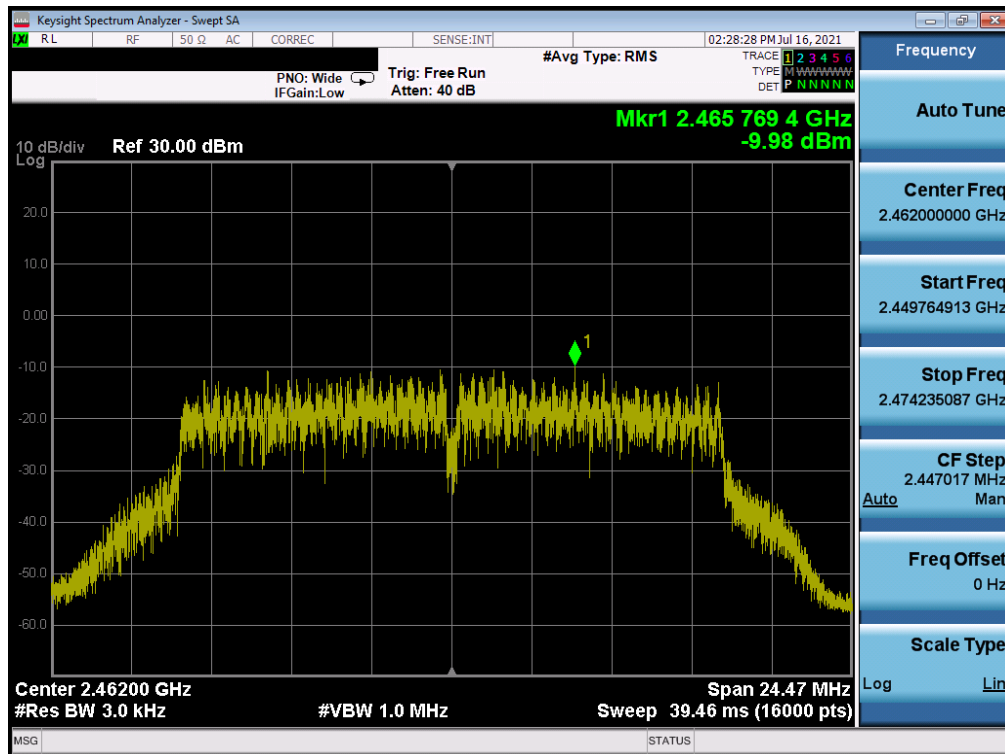 Keysight Spectrum Analyzer - Swept SA
LXI RL RF 50 Ω AC CORREC SENSE:INT 02:28:28 PM Jul 16, 2021
#Avg Type: RMS TRACE 1 2 3 4 5 6
PNO: Wide Trig: Free Run TYPE M WWWWW
IFGain:Low Atten: 40 dB DET P N N N N N
Mkr1 2.465 769 4 GHz
-9.98 dBm
10 dB/div Ref 30.00 dBm
Log
20.0
10.0
0.00
1
-10.0
-20.0
-30.0
-40.0
-50.0
-60.0
Center 2.46200 GHz Span 24.47 MHz
#Res BW 3.0 kHz #VBW 1.0 MHz Sweep 39.46 ms (16000 pts)
MSG STATUS
Frequency
Auto Tune
Center Freq
2.462000000 GHz
Start Freq
2.449764913 GHz
Stop Freq
2.474235087 GHz
CF Step
2.447017 MHz
Auto Man
Freq Offset
0 Hz
Scale Type
Log Lin